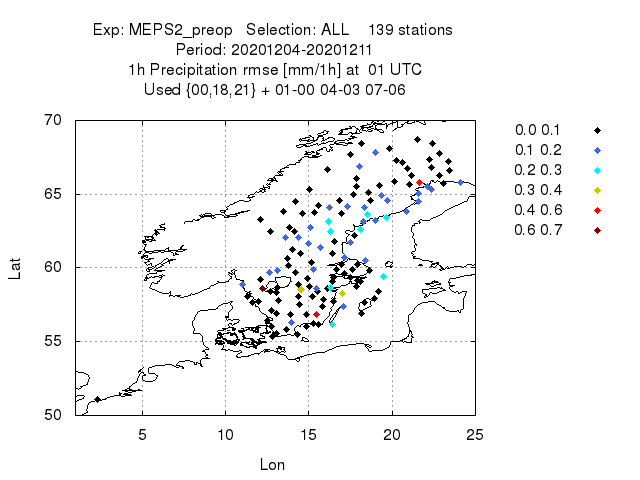 Exp: MEPS2_preop   Selection: ALL    139 stations
Period: 20201204-20201211
1h Precipitation rmse [mm/1h] at  01 UTC
Used {00,18,21} + 01-00 04-03 07-06
70
65
60
55
50
Lat
5
10
15
20
25
Lon
0.0 0.1
0.1 0.2
0.2 0.3
0.3 0.4
0.4 0.6
0.6 0.7